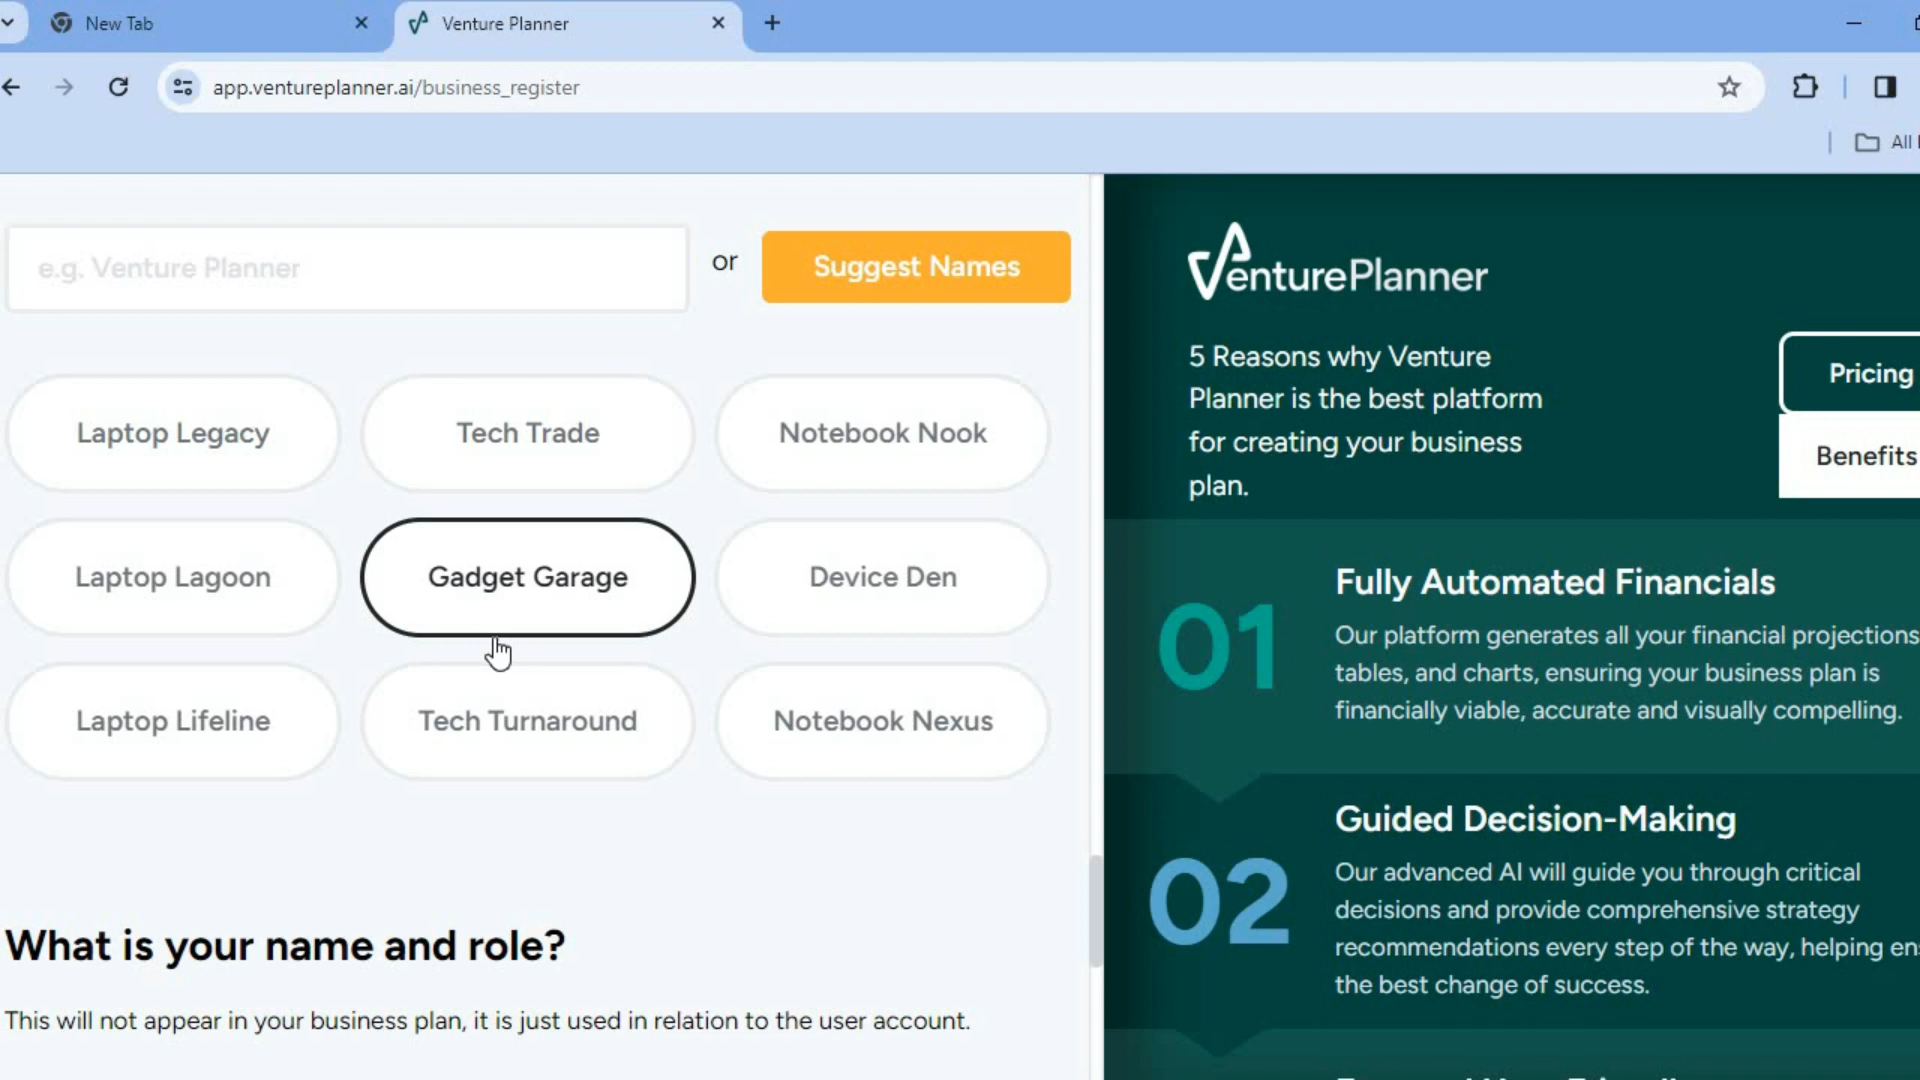 New Tab
Venture Planner
app.ventureplanner.ai/business_register
All
e.g. Venture Planner
or
Suggest Names
Laptop Legacy
Tech Trade
Notebook Nook
Laptop Lagoon
Gadget Garage
Device Den
Laptop Lifeline
Tech Turnaround
Notebook Nexus
What is your name and role?
This will not appear in your business plan, it is just used in relation to the user account.
VenturePlanner
5 Reasons why Venture
Planner is the best platform
for creating your business
plan.
Pricing
Benefits
01
Fully Automated Financials
Our platform generates all your financial projections
tables, and charts, ensuring your business plan is
financially viable, accurate and visually compelling.
02
Guided Decision-Making
Our advanced AI will guide you through critical
decisions and provide comprehensive strategy
recommendations every step of the way, helping
the best change of success.